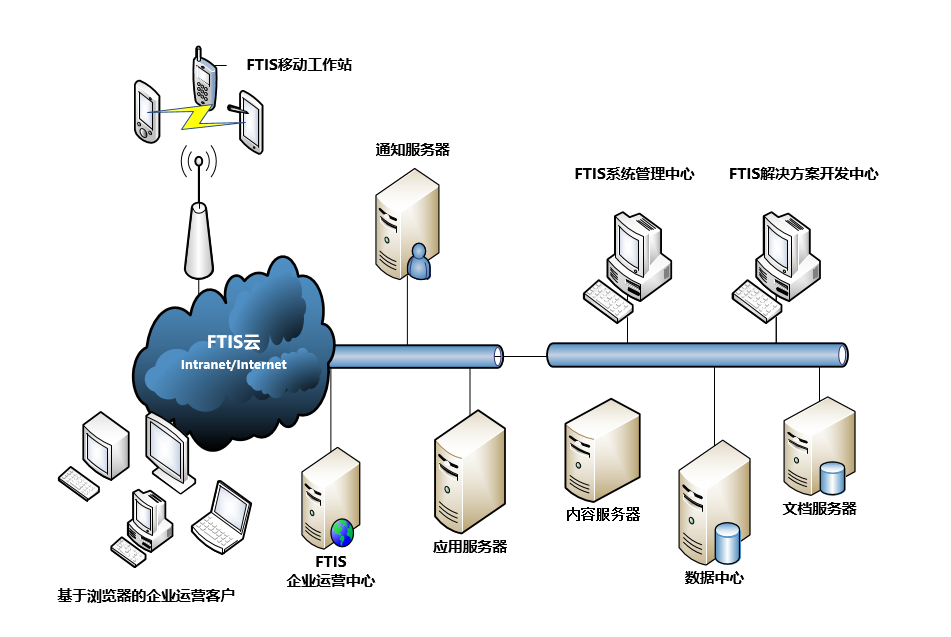 FTIS移动工作站
通知服务器
FTIS系统管理中心
FTIS解决方案开发中心
FTIS云
Intranet/Internet
内容服务器
文档服务器
应用服务器
FTIS
企业运营中心
数据中心
基于浏览器的企业运营客户